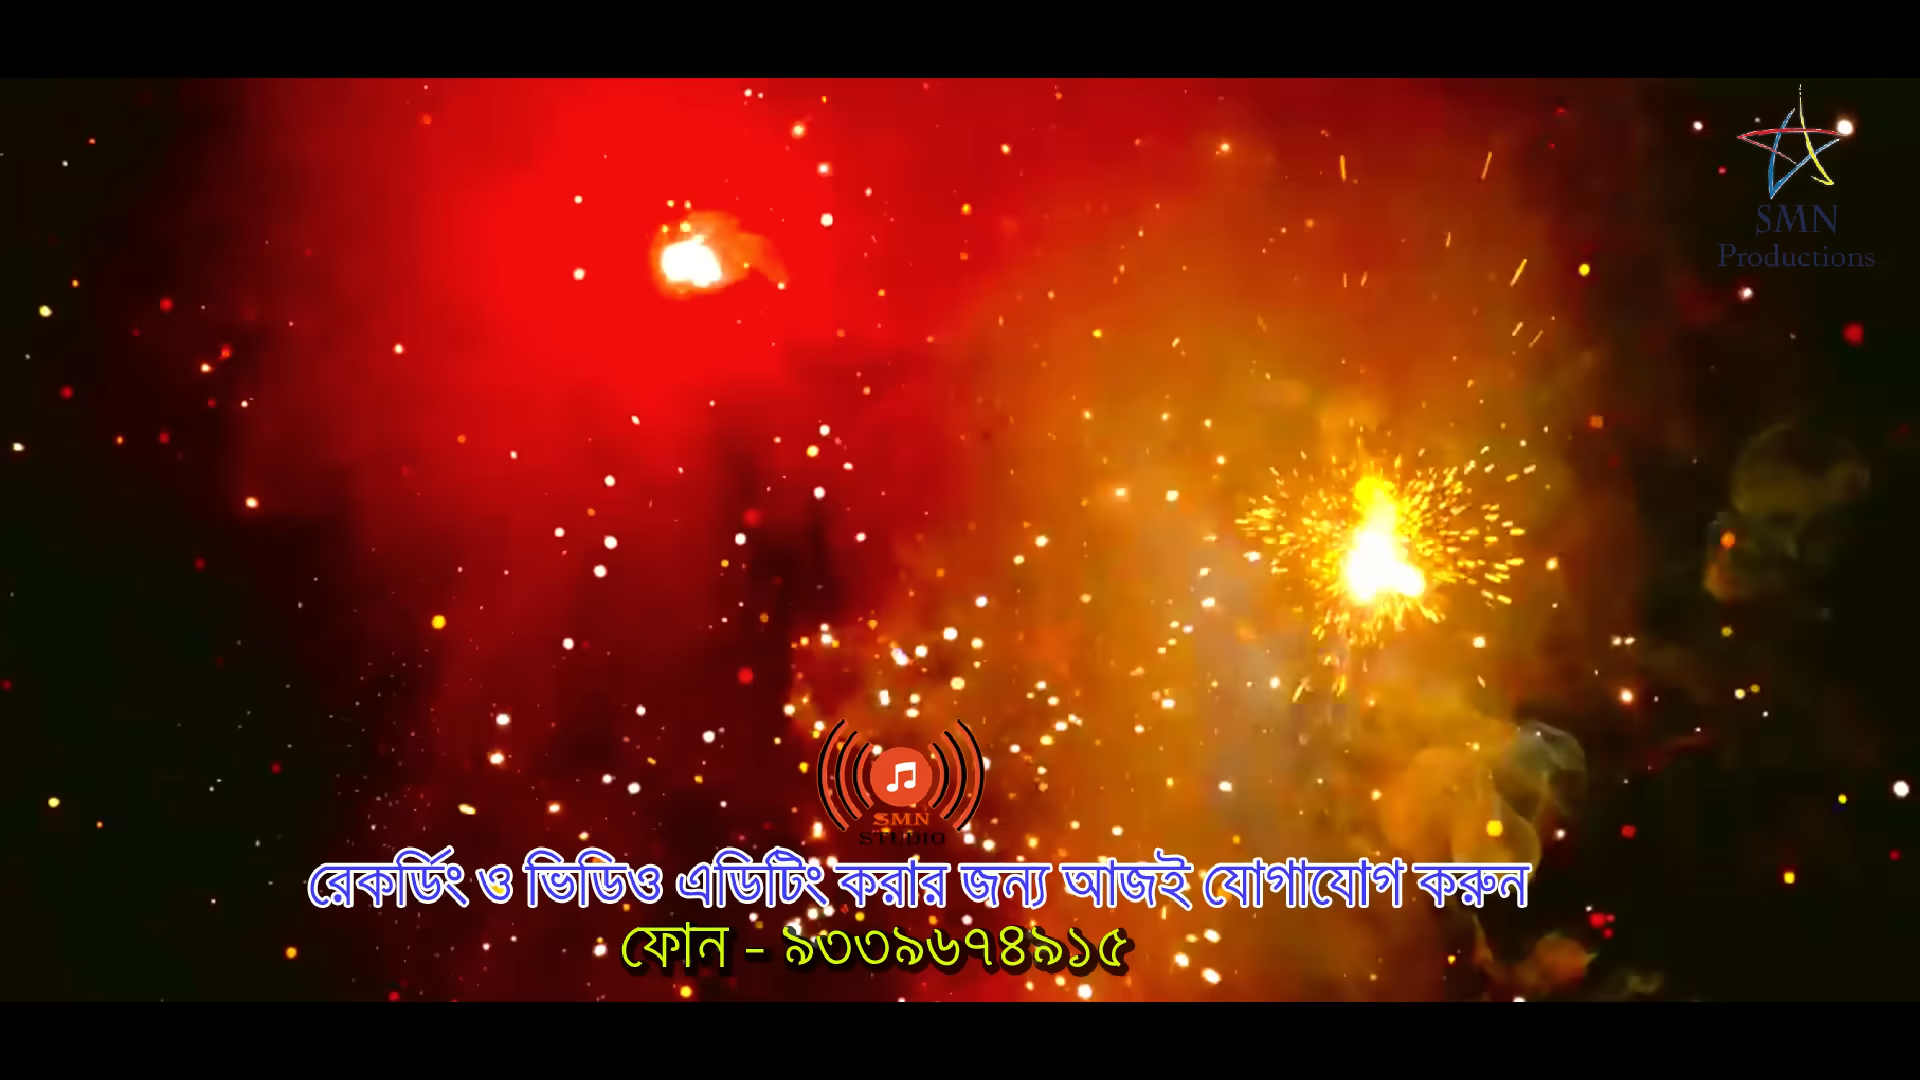 SMN
Productions
SMN
STUDIO
রেকর্ডিং ও ভিডিও এডিটিং করার জন্য আজই যোগাযোগ করুন
ফোন - ৯৩৩৯৬৭৪৯১৫